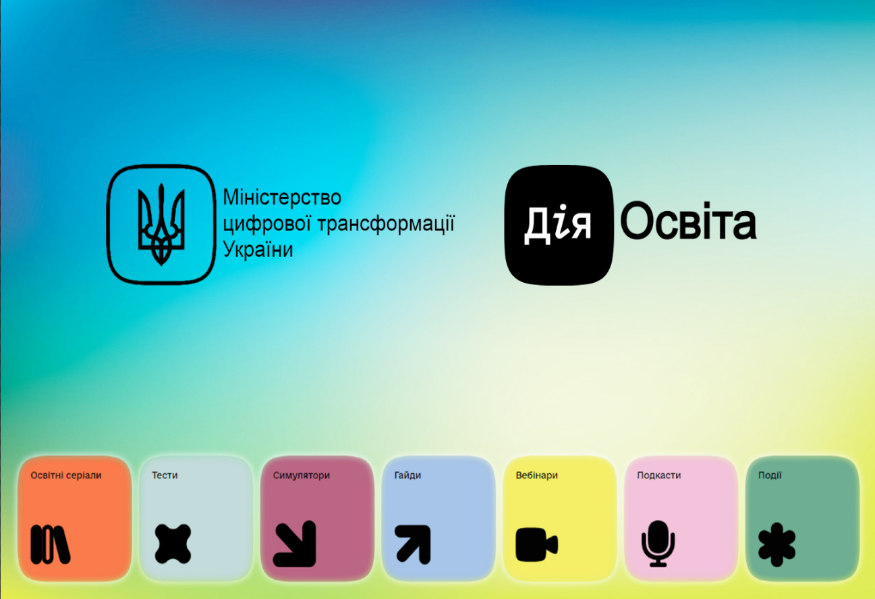 Міністерство
цифрової трансформації
України
Дія Освіта
Освітні серіали
Тести
Симулятори
Гайди
Вебінари
Подкасти
Події